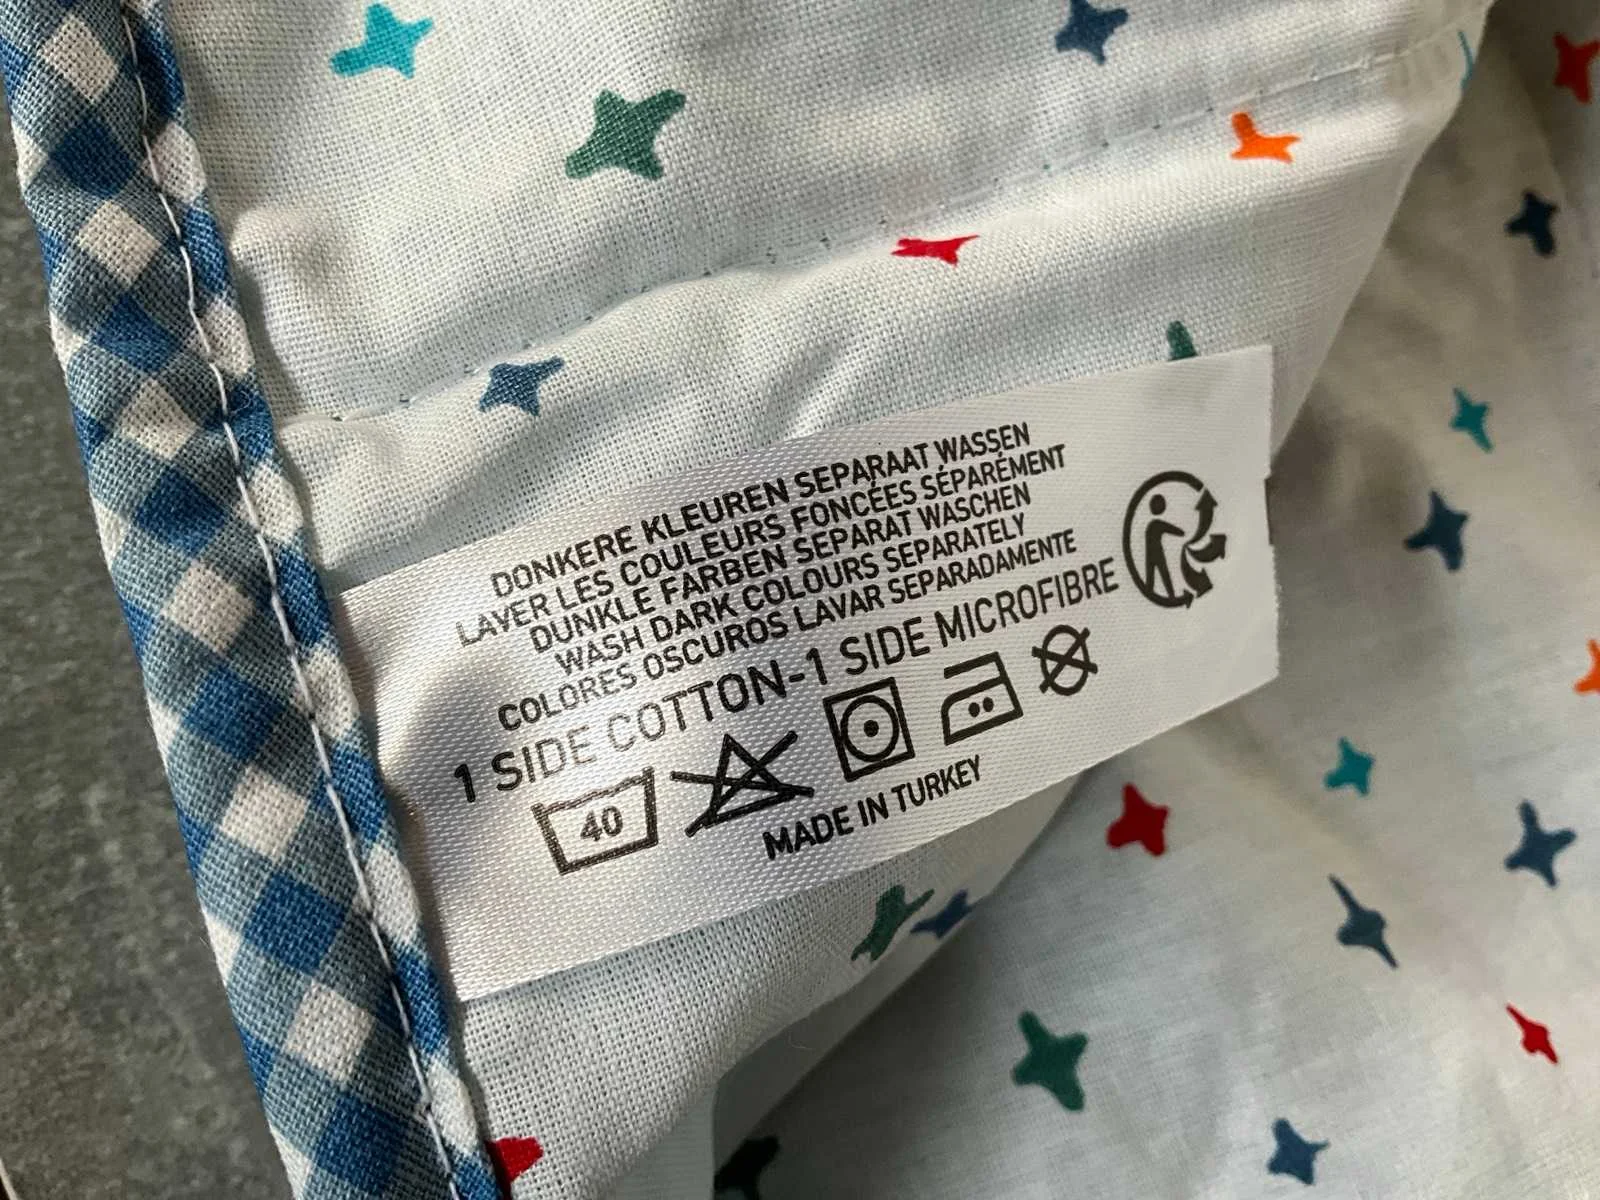 DONKERE KLEUREN SEPARAAT WASSEN
LAVER LES COULEURS FONCÉES SÉPARÉMENT
DUNKLE FARBEN SEPARAT WASCHEN
WASH DARK COLOURS SEPARATELY
COLORES OSCUROS LAVAR SEPARADAMENTE
1 SIDE COTTON-1 SIDE MICROFIBRE
40
MADE IN TURKEY